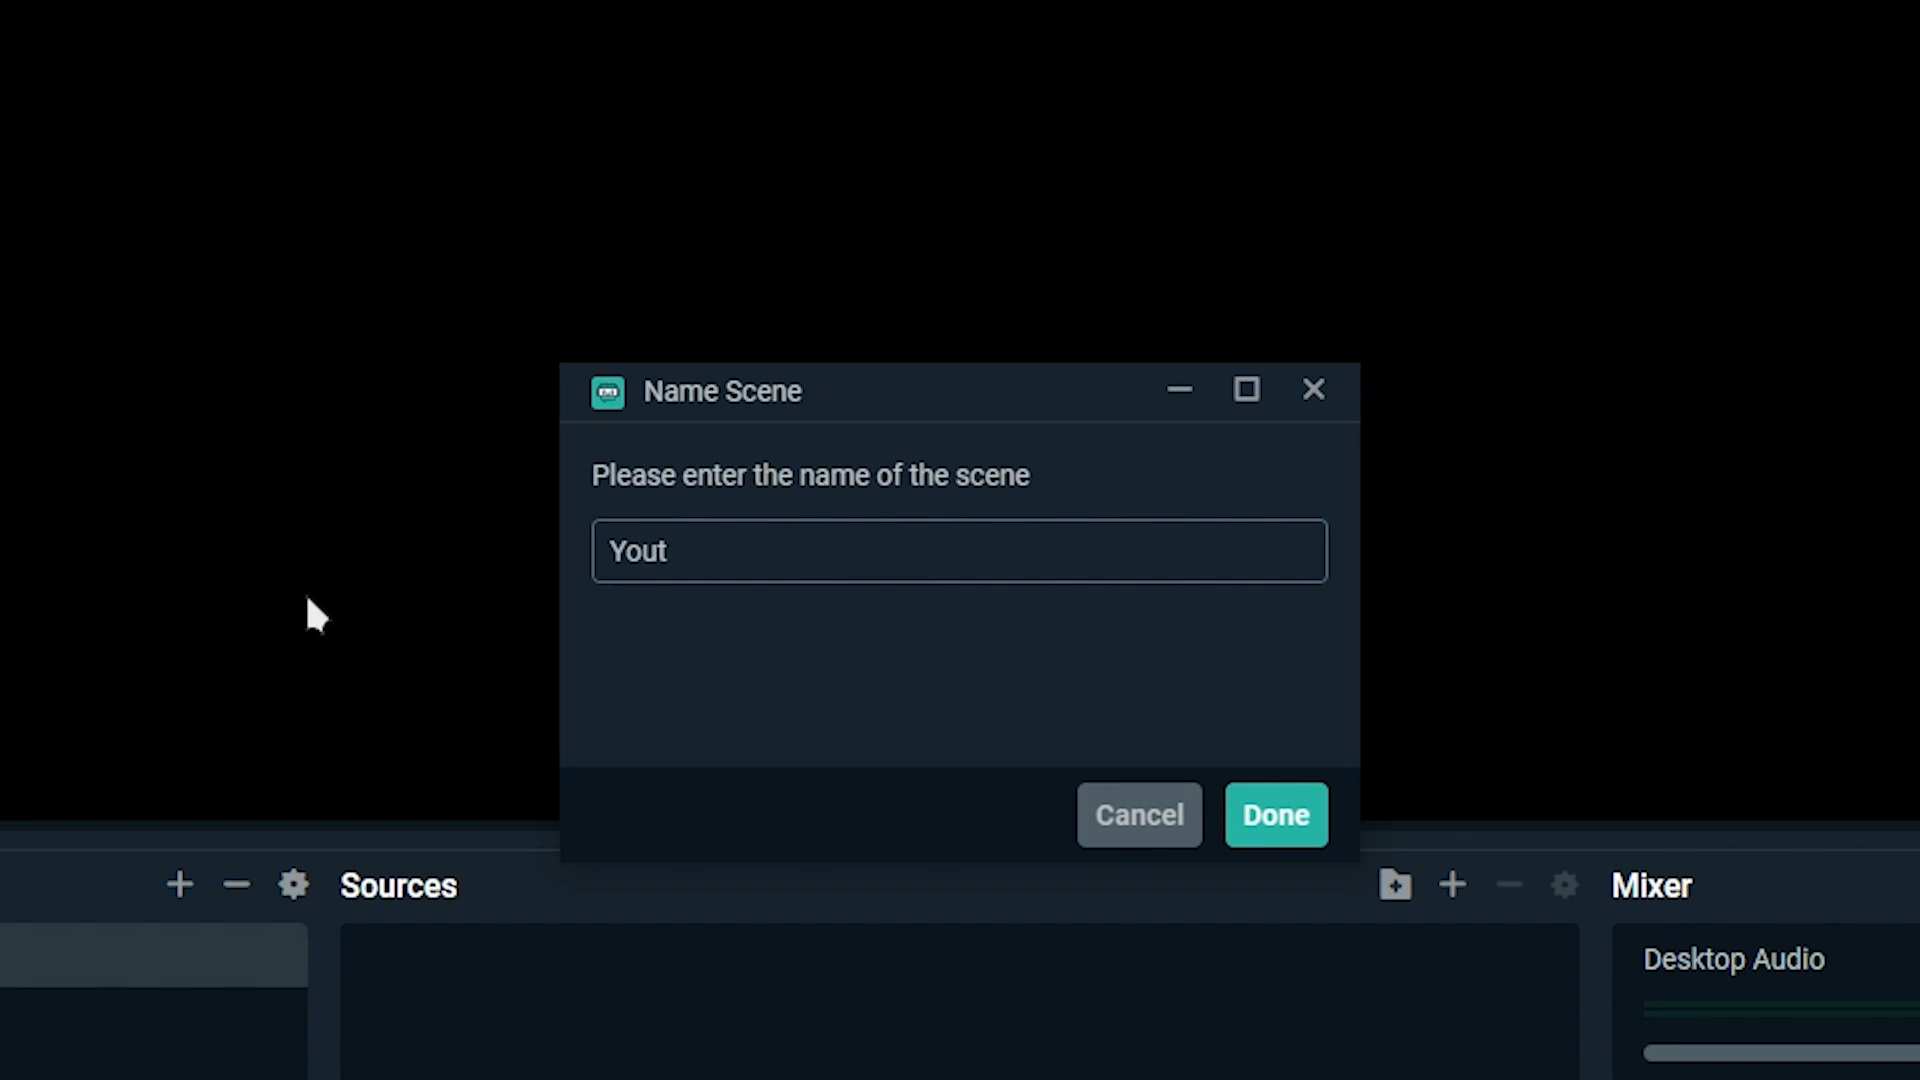 Name Scene
Please enter the name of the scene
Yout
Cancel Done
Sources Mixer
Desktop Audio